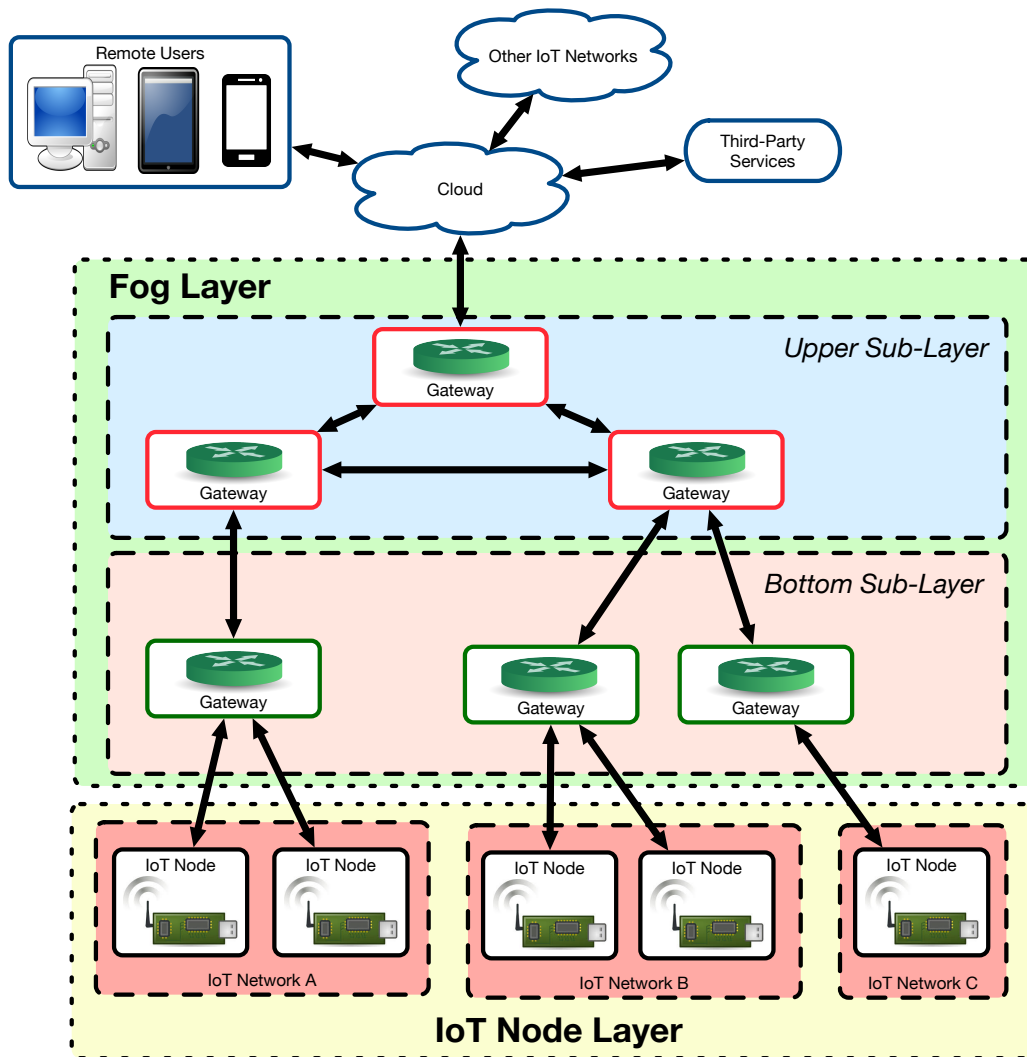 Remote Users
Other IoT Networks
Third-Party
Services
Cloud
Fog Layer
Upper Sub-Layer
Gateway
Gateway
Gateway
Bottom Sub-Layer
Gateway
Gateway
Gateway
IoT Node
IoT Node
IoT Node
IoT Node
IoT Node
IoT Network A
IoT Network B
IoT Network C
IoT Node Layer